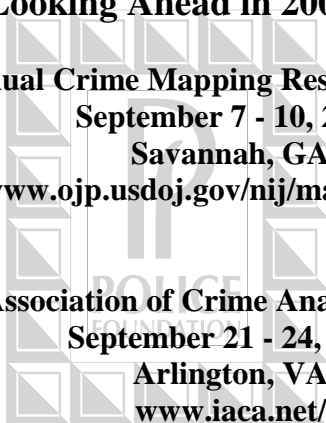 Looking Ahead in 200
ual Crime Mapping Res
September 7 - 10, 2
Savannah, GA
www.ojp.usdoj.gov/nij/ma
POLICE
Association of Crime Ana
FOUNDATION
September 21 - 24,
Arlington, VA
www.iaca.net/